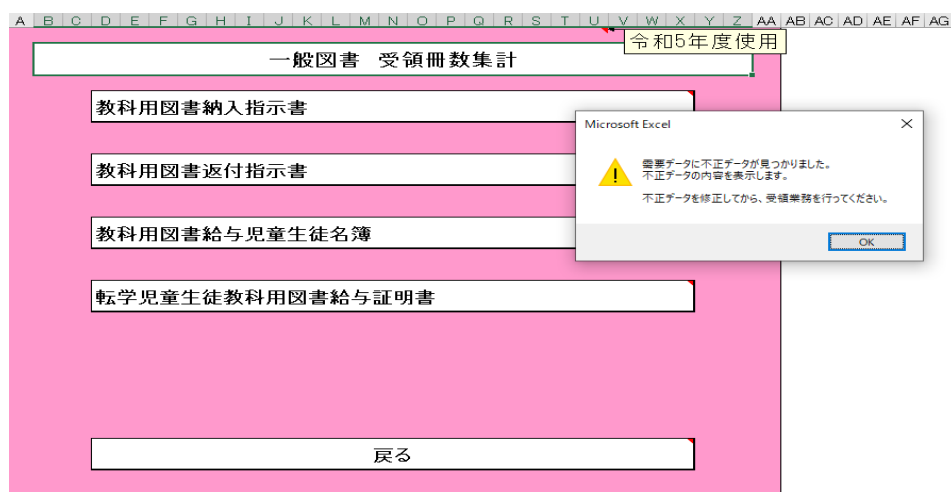 A B C D E F G H I J K L M N O P Q R S T U V W X Y Z AA AB AC AD AE AF AG
令和5年度使用
一般図書 受領冊数集計
教科用図書納入指示書
Microsoft Excel
需要データに不正データが見つかりました。
不正データの内容を表示します。
不正データを修正してから、受領業務を行ってください。
OK
教科用図書返付指示書
教科用図書給与児童生徒名簿
転学児童生徒教科用図書給与証明書
戻る